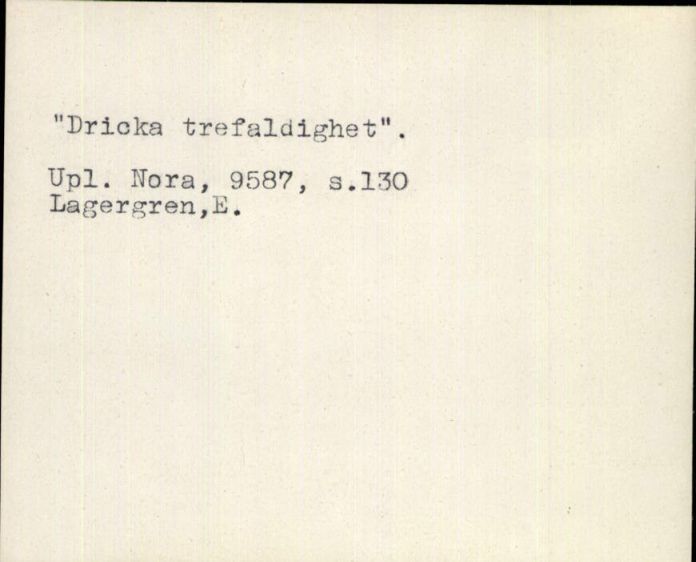 "Dricka trefaldighet".
Upl. Nora, 9587, s.130
Lagergren,E.